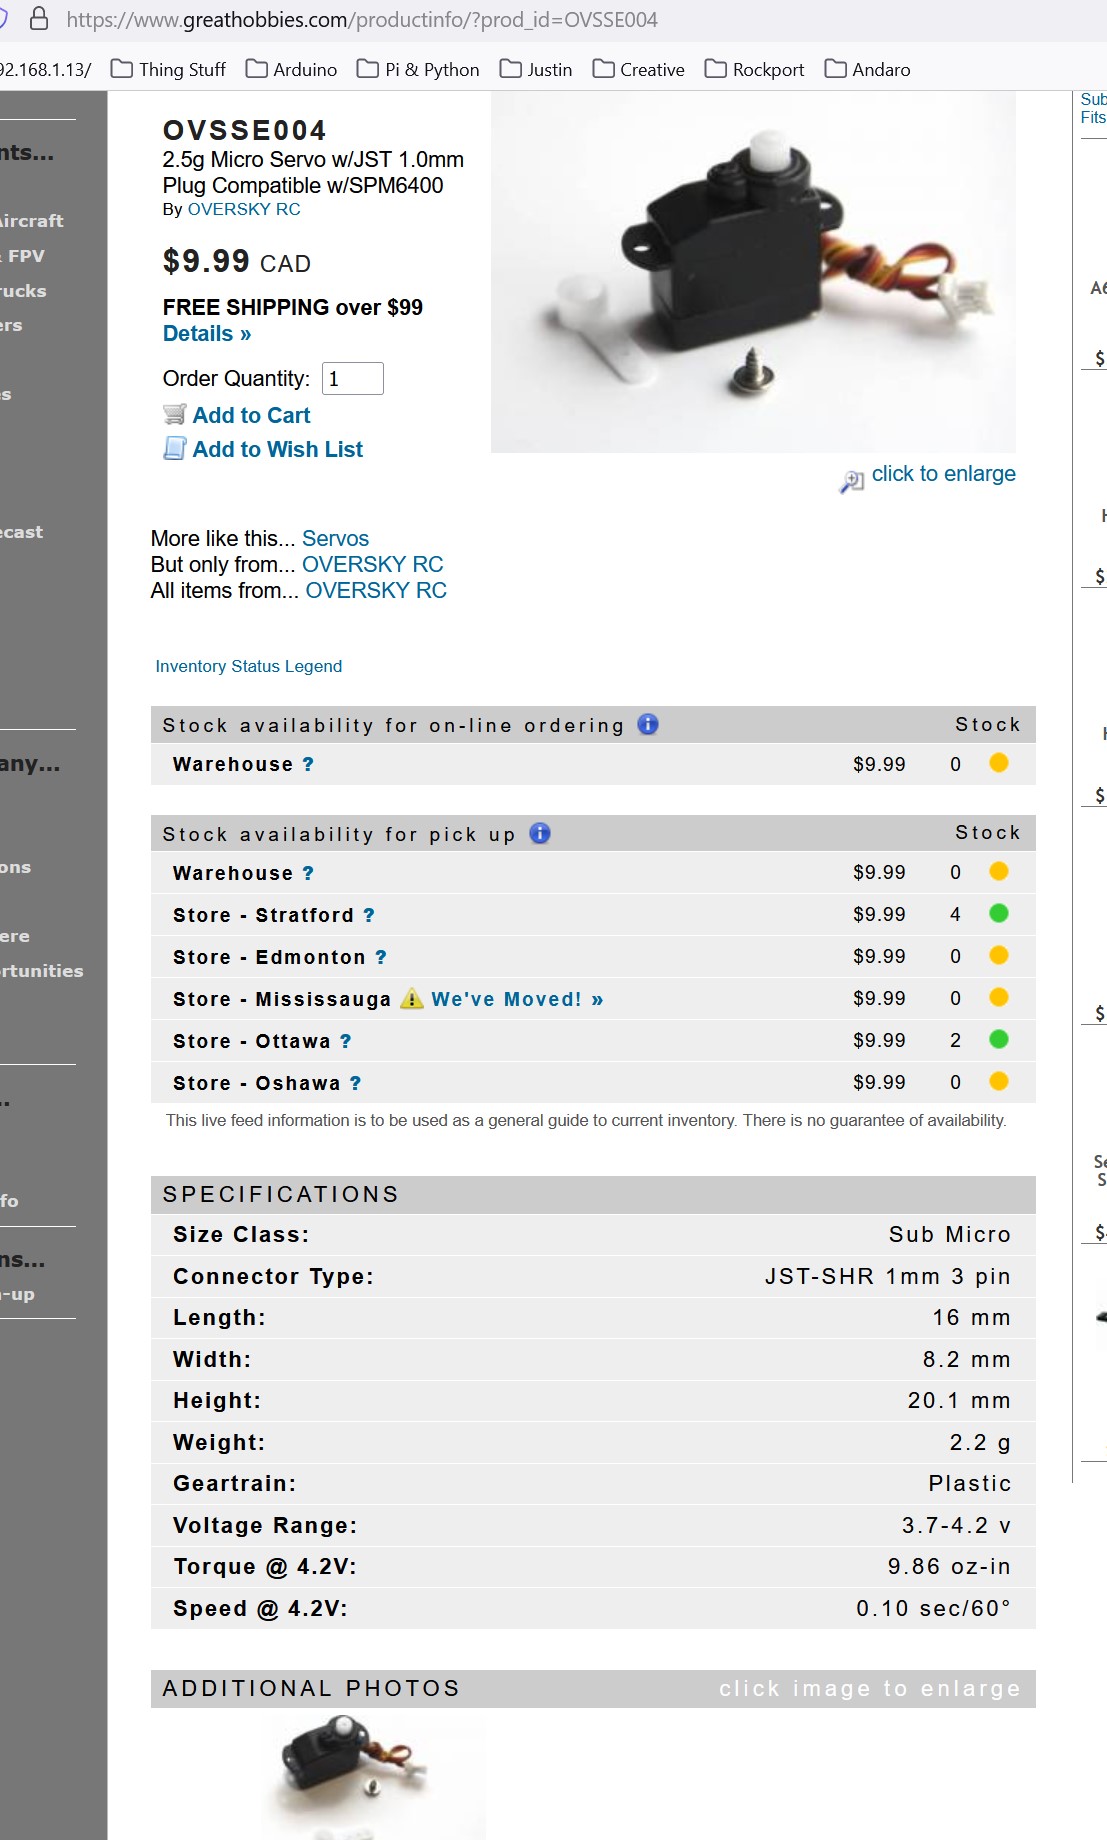 https://www.greathobbies.com/productinfo/?prod_id=OVSSE004
92.168.1.13/ Thing Stuff Arduino Pi & Python Justin Creative Rockport Andaro
Sub
Fits
nts...
Aircraft
& FPV
rucks
ers
s
ecast
any...
ons
ere
rtunities
..
fo
ns...
-up
OVSSE004
2.5g Micro Servo w/JST 1.0mm
Plug Compatible w/SPM6400
By OVERSKY RC
$9.99 CAD
FREE SHIPPING over $99
Details »
Order Quantity: 1
Add to Cart
Add to Wish List
click to enlarge
More like this... Servos
But only from... OVERSKY RC
All items from... OVERSKY RC
Inventory Status Legend
Stock availability for on-line ordering i Stock
Warehouse ? $9.99 0
Stock availability for pick up i Stock
Warehouse ? $9.99 0
Store - Stratford ? $9.99 4
Store - Edmonton ? $9.99 0
Store - Mississauga We've Moved! » $9.99 0
Store - Ottawa ? $9.99 2
Store - Oshawa ? $9.99 0
This live feed information is to be used as a general guide to current inventory. There is no guarantee of availability.
SPECIFICATIONS
Size Class: Sub Micro
Connector Type: JST-SHR 1mm 3 pin
Length: 16 mm
Width: 8.2 mm
Height: 20.1 mm
Weight: 2.2 g
Geartrain: Plastic
Voltage Range: 3.7-4.2 v
Torque @ 4.2V: 9.86 oz-in
Speed @ 4.2V: 0.10 sec/60°
ADDITIONAL PHOTOS click image to enlarge
A6
$
H
$
H
$
$
Se
S
$